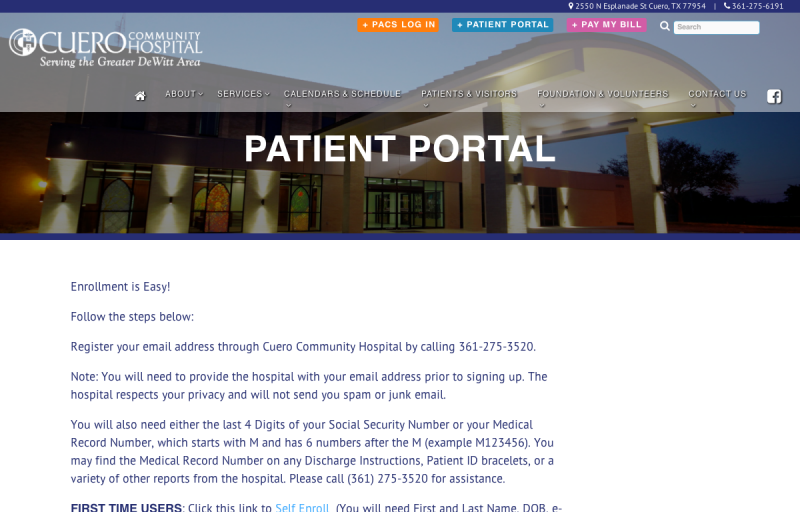 2550 N Esplanade St Cuero, TX 77954 | 361-275-6191
+ PACS LOG IN + PATIENT PORTAL + PAY MY BILL Search
CUERO COMMUNITY HOSPITAL
Serving the Greater DeWitt Area
ABOUT SERVICES CALENDARS & SCHEDULE PATIENTS & VISITORS FOUNDATION & VOLUNTEERS CONTACT US
PATIENT PORTAL
Enrollment is Easy!
Follow the steps below:
Register your email address through Cuero Community Hospital by calling 361-275-3520.
Note: You will need to provide the hospital with your email address prior to signing up. The
hospital respects your privacy and will not send you spam or junk email.
You will also need either the last 4 Digits of your Social Security Number or your Medical
Record Number, which starts with M and has 6 numbers after the M (example M123456). You
may find the Medical Record Number on any Discharge Instructions, Patient ID bracelets, or a
variety of other reports from the hospital. Please call (361) 275-3520 for assistance.
FIRST TIME USERS: Click this link to Self Enroll. (You will need First and Last Name, DOB, e-